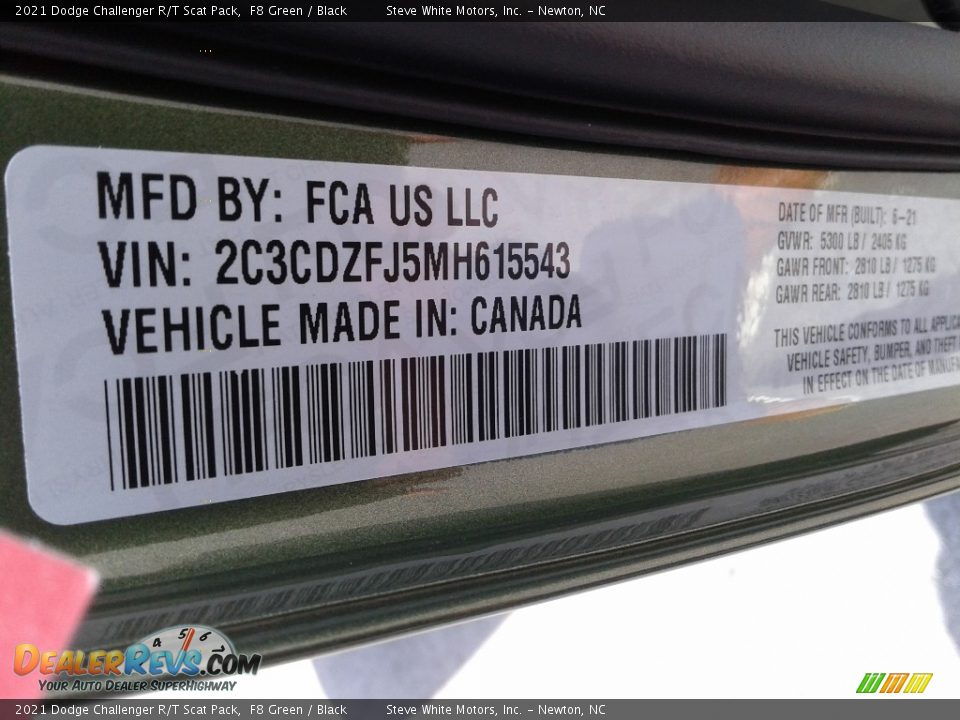 2021 Dodge Challenger R/T Scat Pack, F8 Green / Black Steve White Motors, Inc. – Newton, NC
MFD BY: FCA US LLC
VIN: 2C3CDZFJ5MH615543
VEHICLE MADE IN: CANADA
DATE OF MFR (BUILT): 6-21
GVWR: 5300 LB / 2405 KG
GAWR FRONT: 2810 LB / 1275 KG
GAWR REAR: 2810 LB / 1275 KG
THIS VEHICLE CONFORMS TO ALL
VEHICLE SAFETY, BUMPER, AND THEFT
IN EFFECT ON THE DATE OF
4 5 6
DEALERREVS.COM
YOUR AUTO DEALER SUPERHIGHWAY
2021 Dodge Challenger R/T Scat Pack, F8 Green / Black Steve White Motors, Inc. – Newton, NC